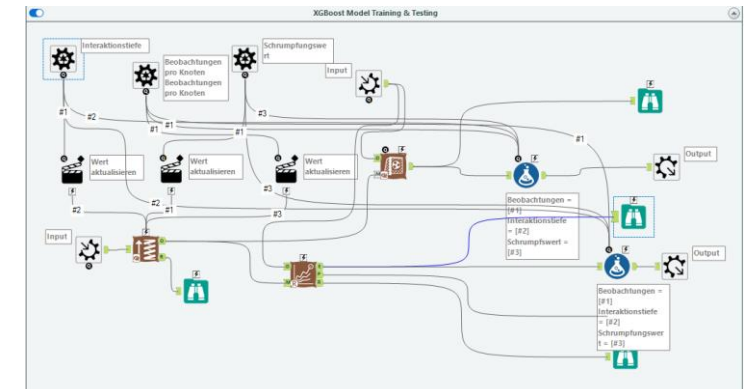 XGBoost Model Training & Testing
Interaktionstiefe
Beobachtungen
pro Knoten
Beobachtungen
pro Knoten
Schrumpfungswe
rt
Input
#1
#2
#1
#1
#3
#1
#1
Wert
aktualisieren
Wert
aktualisieren
Wert
aktualisieren
Output
#2
#2
#1
#3
#3
Beobachtungen =
[#1]
Interaktionstiefe
= [#2]
Schrumpfswert =
[#3]
Input
Output
Beobachtungen =
[#1]
Interaktionstiefe
= [#2]
Schrumpfungswer
t = [#3]